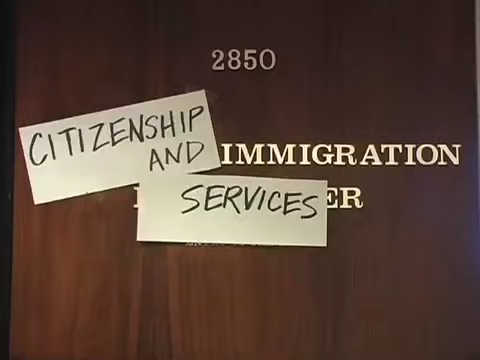 2850
CITIZENSHIP
AND
IMMIGRATION
SERVICES
ER